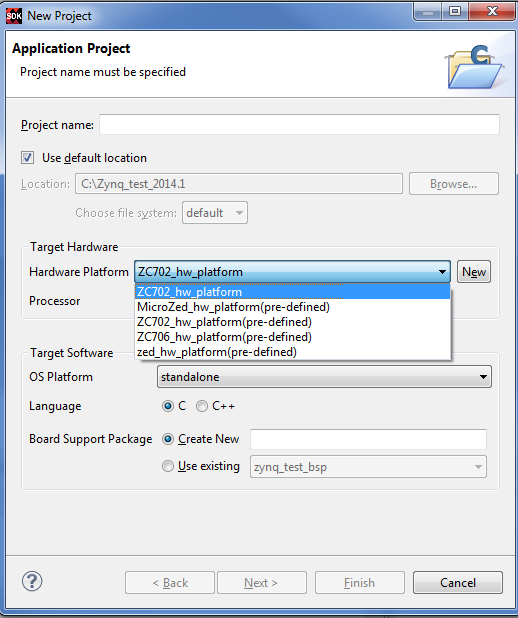 SDK New Project
Application Project
Project name must be specified
C
Project name:
Use default location
Location: C:\Zynq_test_2014.1 Browse...
Choose file system: default
Target Hardware
Hardware Platform ZC702_hw_platform New
ZC702_hw_platform
Processor MicroZed_hw_platform(pre-defined)
ZC702_hw_platform(pre-defined)
ZC706_hw_platform(pre-defined)
zed_hw_platform(pre-defined)
Target Software
OS Platform standalone
Language C C++
Board Support Package Create New
Use existing zynq_test_bsp
? < Back Next > Finish Cancel